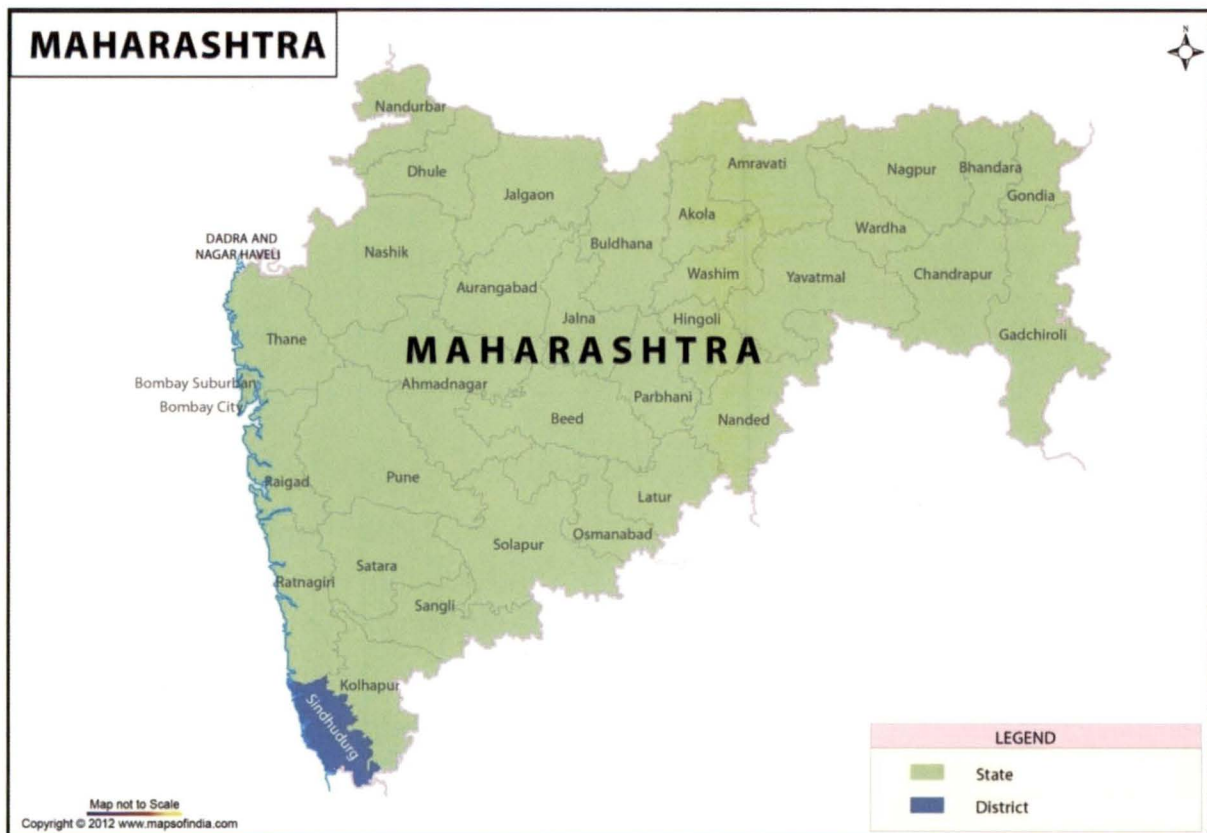 MAHARASHTRA
N
Nandurbar
Dhule
Jalgaon
Amravati
Nagpur
Bhandara
Gondia
Akola
Wardha
DADRA AND
NAGAR HAVELI
Nashik
Buldhana
Washim
Yavatmal
Chandrapur
Aurangabad
Jalna
Hingoli
Thane
Gadchiroli
MAHARASHTRA
Bombay Suburban
Ahmadnagar
Parbhani
Bombay City
Beed
Nanded
Raigad
Pune
Latur
Osmanabad
Solapur
Satara
Ratnagiri
Sangli
Kolhapur
Sindhudurg
LEGEND
State
District
Map not to Scale
Copyright © 2012 www.mapsofindia.com